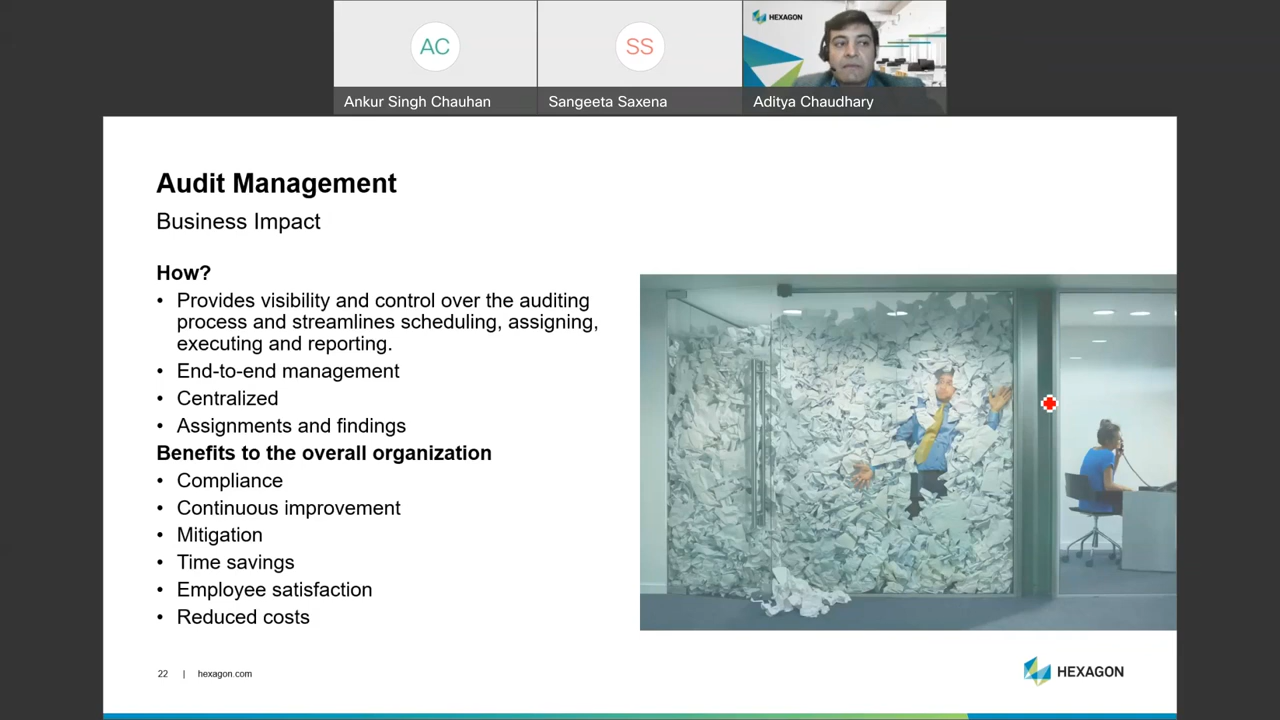 HEXAGON
AC
SS
Ankur Singh Chauhan
Sangeeta Saxena
Aditya Chaudhary
Audit Management
Business Impact
How?
• Provides visibility and control over the auditing
process and streamlines scheduling, assigning,
executing and reporting.
• End-to-end management
• Centralized
• Assignments and findings
Benefits to the overall organization
• Compliance
• Continuous improvement
• Mitigation
• Time savings
• Employee satisfaction
• Reduced costs
22 | hexagon.com
HEXAGON